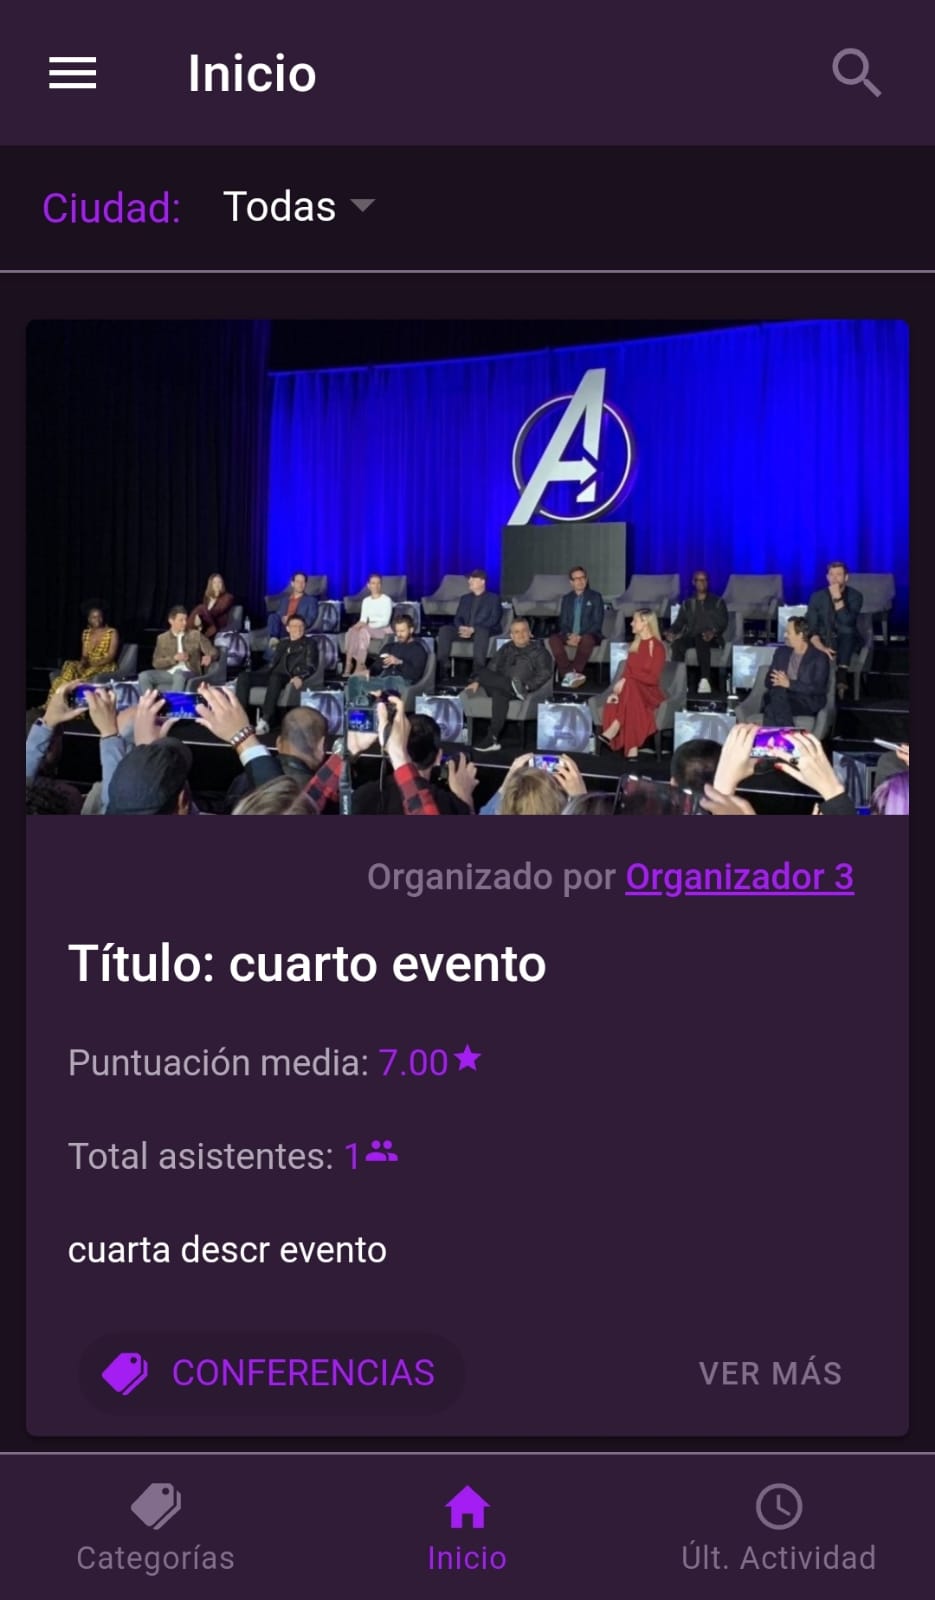 Inicio
Ciudad: Todas
Organizado por Organizador 3
Título: cuarto evento
Puntuación media: 7.00
Total asistentes: 1
cuarta descr evento
CONFERENCIAS VER MÁS
Categorías Inicio Últ. Actividad